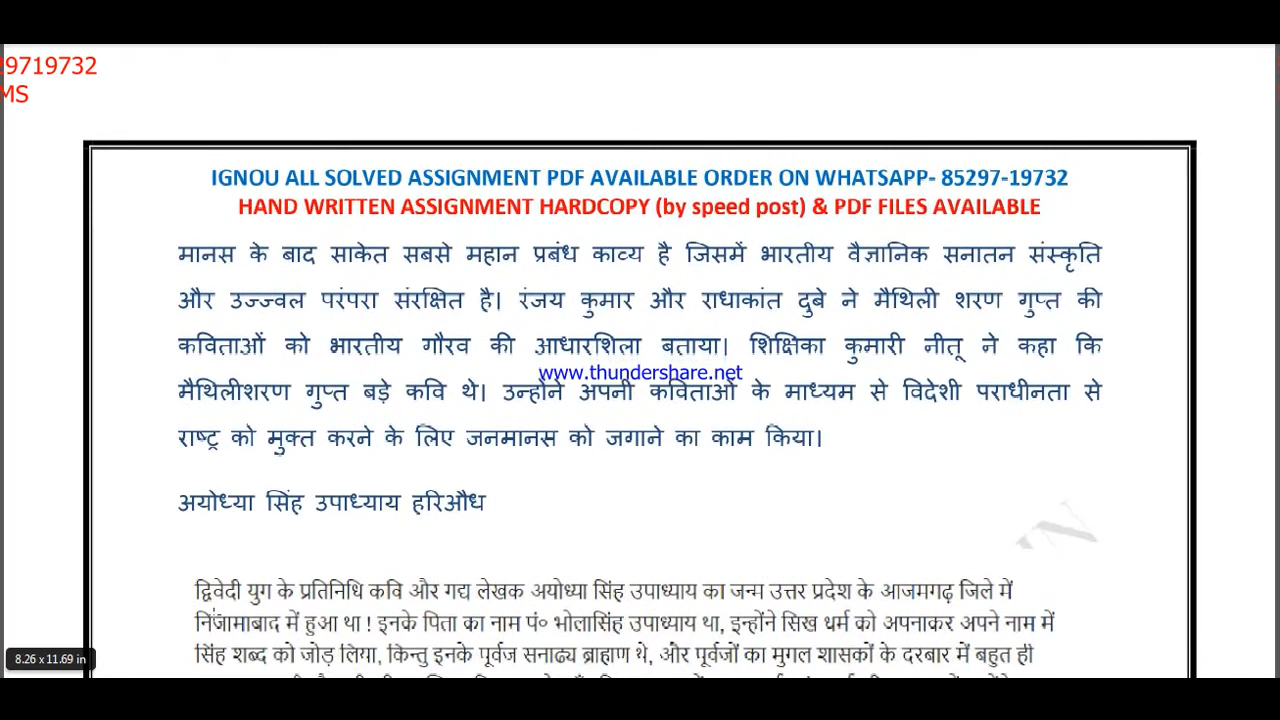 29719732
MS
IGNOU ALL SOLVED ASSIGNMENT PDF AVAILABLE ORDER ON WHATSAPP- 85297-19732
HAND WRITTEN ASSIGNMENT HARDCOPY (by speed post) & PDF FILES AVAILABLE
मानस के बाद साकेत सबसे महान प्रबंध काव्य है जिसमें भारतीय वैज्ञानिक सनातन संस्कृति
और उज्ज्वल परंपरा संरक्षित है। रंजय कुमार और राधाकांत दुबे ने मैथिली शरण गुप्त की
कविताओं को भारतीय गौरव की आधारशिला बताया। शिक्षिका कुमारी नीतू ने कहा कि
www.thundershare.net
मैथिलीशरण गुप्त बड़े कवि थे। उन्होंने अपनी कविताओं के माध्यम से विदेशी पराधीनता से
राष्ट्र को मुक्त करने के लिए जनमानस को जगाने का काम किया।
अयोध्या सिंह उपाध्याय हरिऔध
द्विवेदी युग के प्रतिनिधि कवि और गद्य लेखक अयोध्या सिंह उपाध्याय का जन्म उत्तर प्रदेश के आजमगढ़ जिले में
निजामाबाद में हुआ था ! इनके पिता का नाम पं० भोलासिंह उपाध्याय था, इन्होंने सिख धर्म को अपनाकर अपने नाम में
सिंह शब्द को जोड़ लिया, किन्तु इनके पूर्वज सनाढ्य ब्राहाण थे, और पूर्वजों का मुगल शासकों के दरबार में बहुत ही
8.26 x 11.69 in